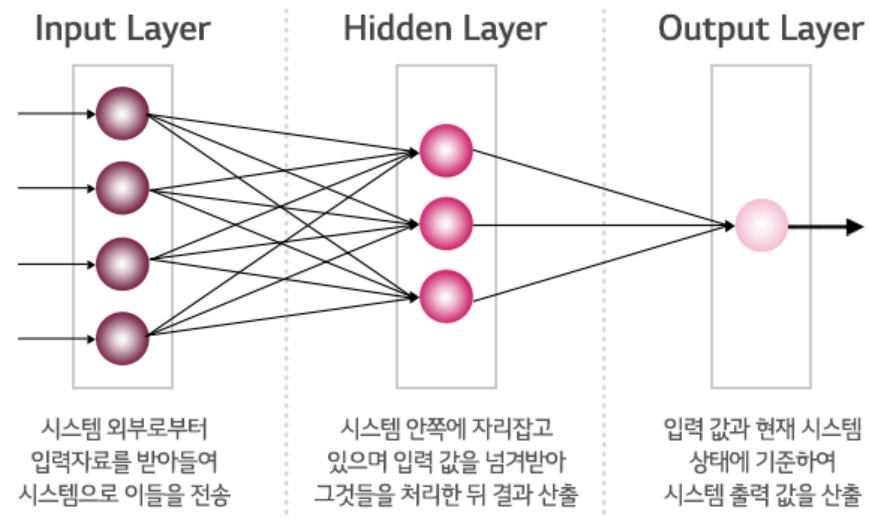 Input Layer
Hidden Layer
Output Layer
시스템 외부로부터
입력자료를 받아들여
시스템으로 이들을 전송
시스템 안쪽에 자리잡고
있으며 입력 값을 넘겨받아
그것들을 처리한 뒤 결과 산출
입력 값과 현재 시스템
상태에 기준하여
시스템 출력 값을 산출